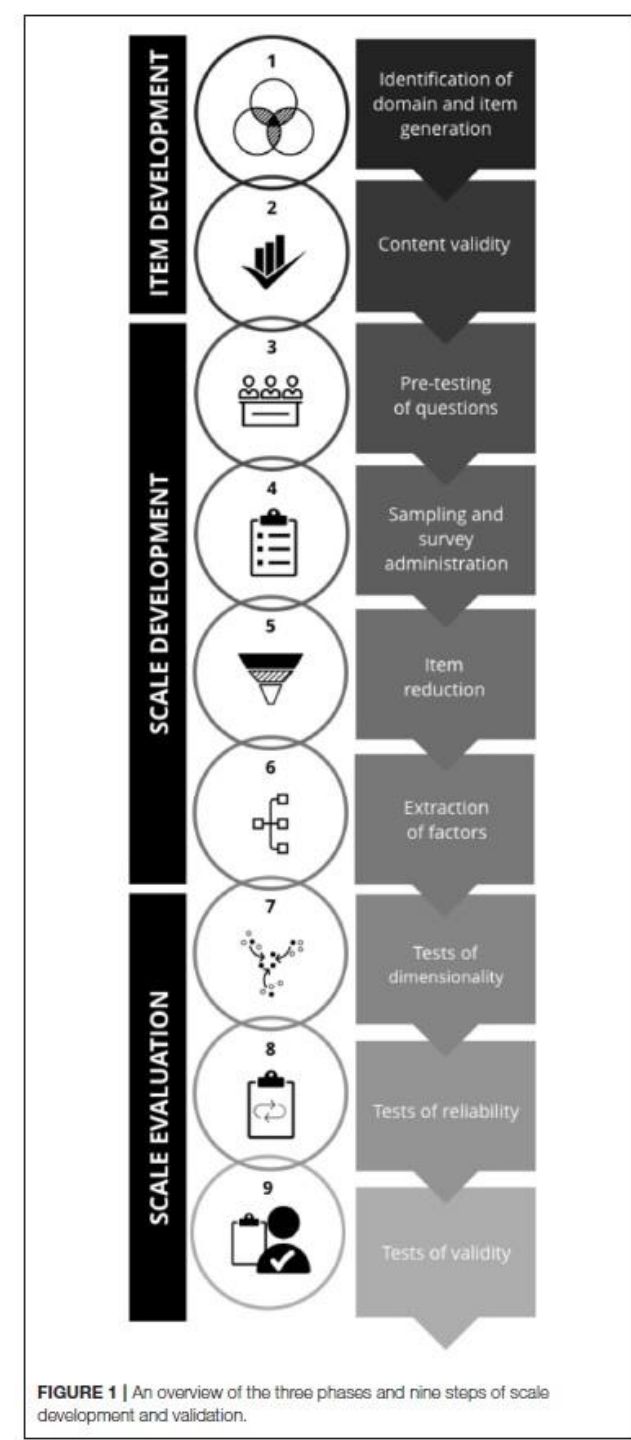 ITEM DEVELOPMENT
1
Identification of
domain and item
generation
2
Content validity
SCALE DEVELOPMENT
3
Pre-testing
of questions
4
Sampling and
survey
administration
5
Item
reduction
6
Extraction
of factors
SCALE EVALUATION
7
Tests of
dimensionality
8
Tests of reliability
9
Tests of validity
FIGURE 1 | An overview of the three phases and nine steps of scale
development and validation.